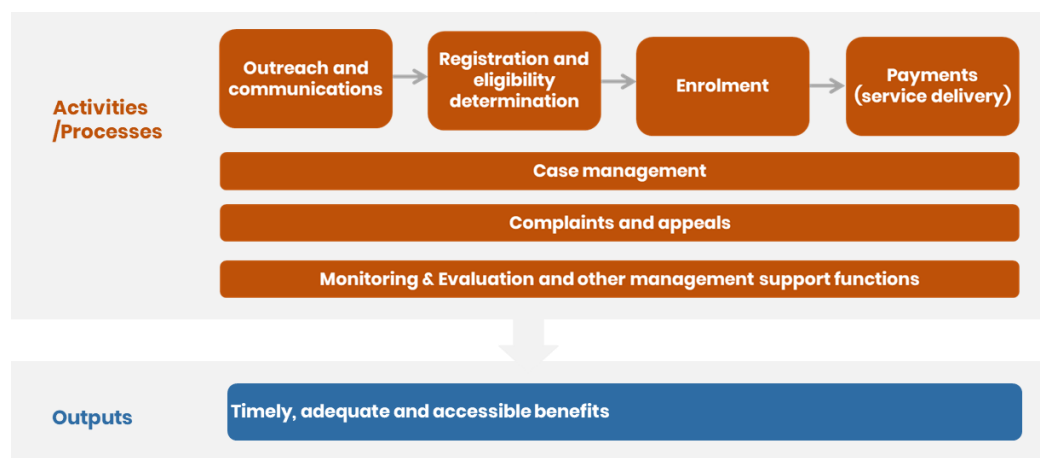 Activities
/Processes
Outreach and
communications
Registration and
eligibility
determination
Enrolment
Payments
(service delivery)
Case management
Complaints and appeals
Monitoring & Evaluation and other management support functions
Outputs
Timely, adequate and accessible benefits